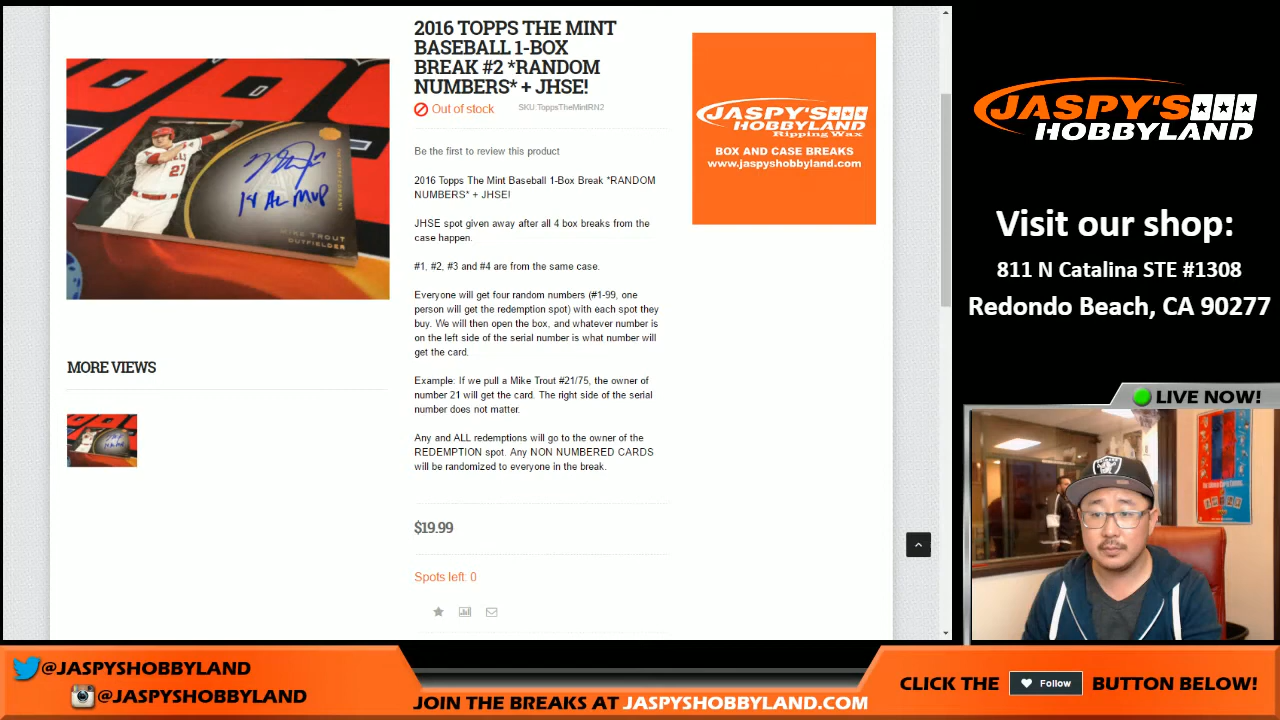 2016 TOPPS THE MINT
BASEBALL 1-BOX
BREAK #2 *RANDOM
NUMBERS* + JHSE!
Out of stock
SKU:ToppsTheMintRN2
Be the first to review this product
2016 Topps The Mint Baseball 1-Box Break *RANDOM
NUMBERS* + JHSE!
JHSE spot given away after all 4 box breaks from the
case happen.
#1, #2, #3 and #4 are from the same case.
Everyone will get four random numbers (#1-99, one
person will get the redemption spot) with each spot they
buy. We will then open the box, and whatever number is
on the left side of the serial number is what number will
get the card.
Example: If we pull a Mike Trout #21/75, the owner of
number 21 will get the card. The right side of the serial
number does not matter.
Any and ALL redemptions will go to the owner of the
REDEMPTION spot. Any NON NUMBERED CARDS
will be randomized to everyone in the break.
$19.99
Spots left: 0
27
14 AL MVP
MIKE TROUT
OUTFIELDER
MORE VIEWS
JASPY'S
HOBBYLAND
Ripping Wax
BOX AND CASE BREAKS
www.jaspyshobbyland.com
JASPY'S
HOBBYLAND
Visit our shop:
811 N Catalina STE #1308
Redondo Beach, CA 90277
LIVE NOW!
@JASPYSHOBBYLAND
@JASPYSHOBBYLAND
JOIN THE BREAKS AT JASPYSHOBBYLAND.COM
CLICK THE Follow BUTTON BELOW!